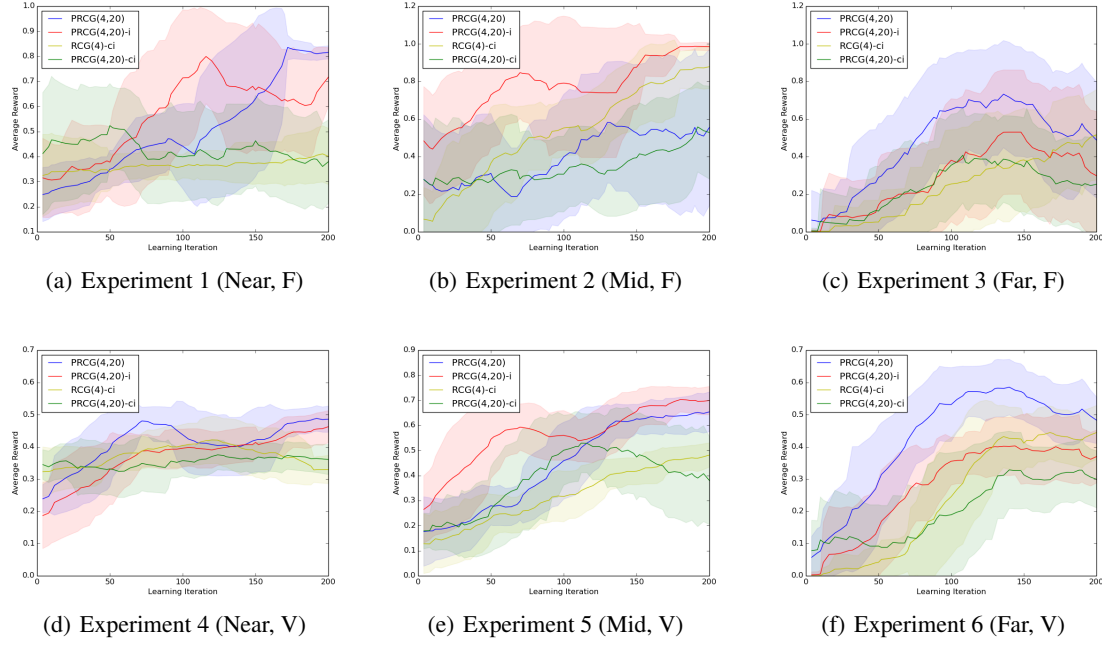 1.0
0.9
0.8
0.7
0.6
0.5
0.4
0.3
0.2
0.1
0
50
100
150
200
Average Reward
Learning Iteration
PRCG(4,20)
PRCG(4,20)-i
RCG(4)-ci
PRCG(4,20)-ci
(a) Experiment 1 (Near, F)
1.2
1.0
0.8
0.6
0.4
0.2
0.0
0
50
100
150
200
Average Reward
Learning Iteration
PRCG(4,20)
PRCG(4,20)-i
RCG(4)-ci
PRCG(4,20)-ci
(b) Experiment 2 (Mid, F)
1.2
1.0
0.8
0.6
0.4
0.2
0.0
0
50
100
150
200
Average Reward
Learning Iteration
PRCG(4,20)
PRCG(4,20)-i
RCG(4)-ci
PRCG(4,20)-ci
(c) Experiment 3 (Far, F)
0.7
0.6
0.5
0.4
0.3
0.2
0.1
0.0
0
50
100
150
200
Average Reward
Learning Iteration
PRCG(4,20)
PRCG(4,20)-i
RCG(4)-ci
PRCG(4,20)-ci
(d) Experiment 4 (Near, V)
0.9
0.8
0.7
0.6
0.5
0.4
0.3
0.2
0.1
0.0
0
50
100
150
200
Average Reward
Learning Iteration
PRCG(4,20)
PRCG(4,20)-i
RCG(4)-ci
PRCG(4,20)-ci
(e) Experiment 5 (Mid, V)
0.7
0.6
0.5
0.4
0.3
0.2
0.1
0.0
0
50
100
150
200
Average Reward
Learning Iteration
PRCG(4,20)
PRCG(4,20)-i
RCG(4)-ci
PRCG(4,20)-ci
(f) Experiment 6 (Far, V)